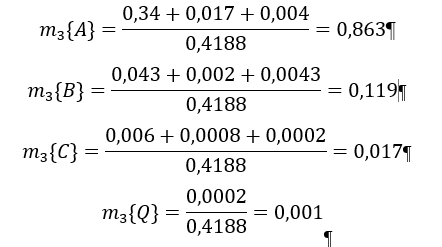 m₃{A} = (0,34 + 0,017 + 0,004)/0,4188 = 0,863¶
m₃{B} = (0,043 + 0,002 + 0,0043)/0,4188 = 0,119¶
m₃{C} = (0,006 + 0,0008 + 0,0002)/0,4188 = 0,017¶
m₃{Q} = 0,0002/0,4188 = 0,001
¶